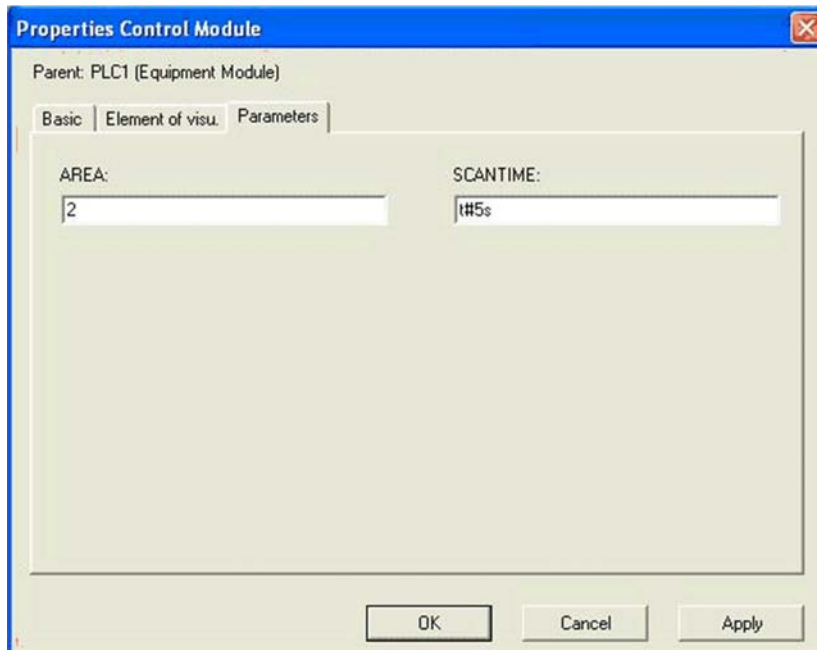 Properties Control Module
Parent: PLC1 (Equipment Module)
Basic Element of visu. Parameters
AREA: SCANTIME:
2 t#5s
OK Cancel Apply